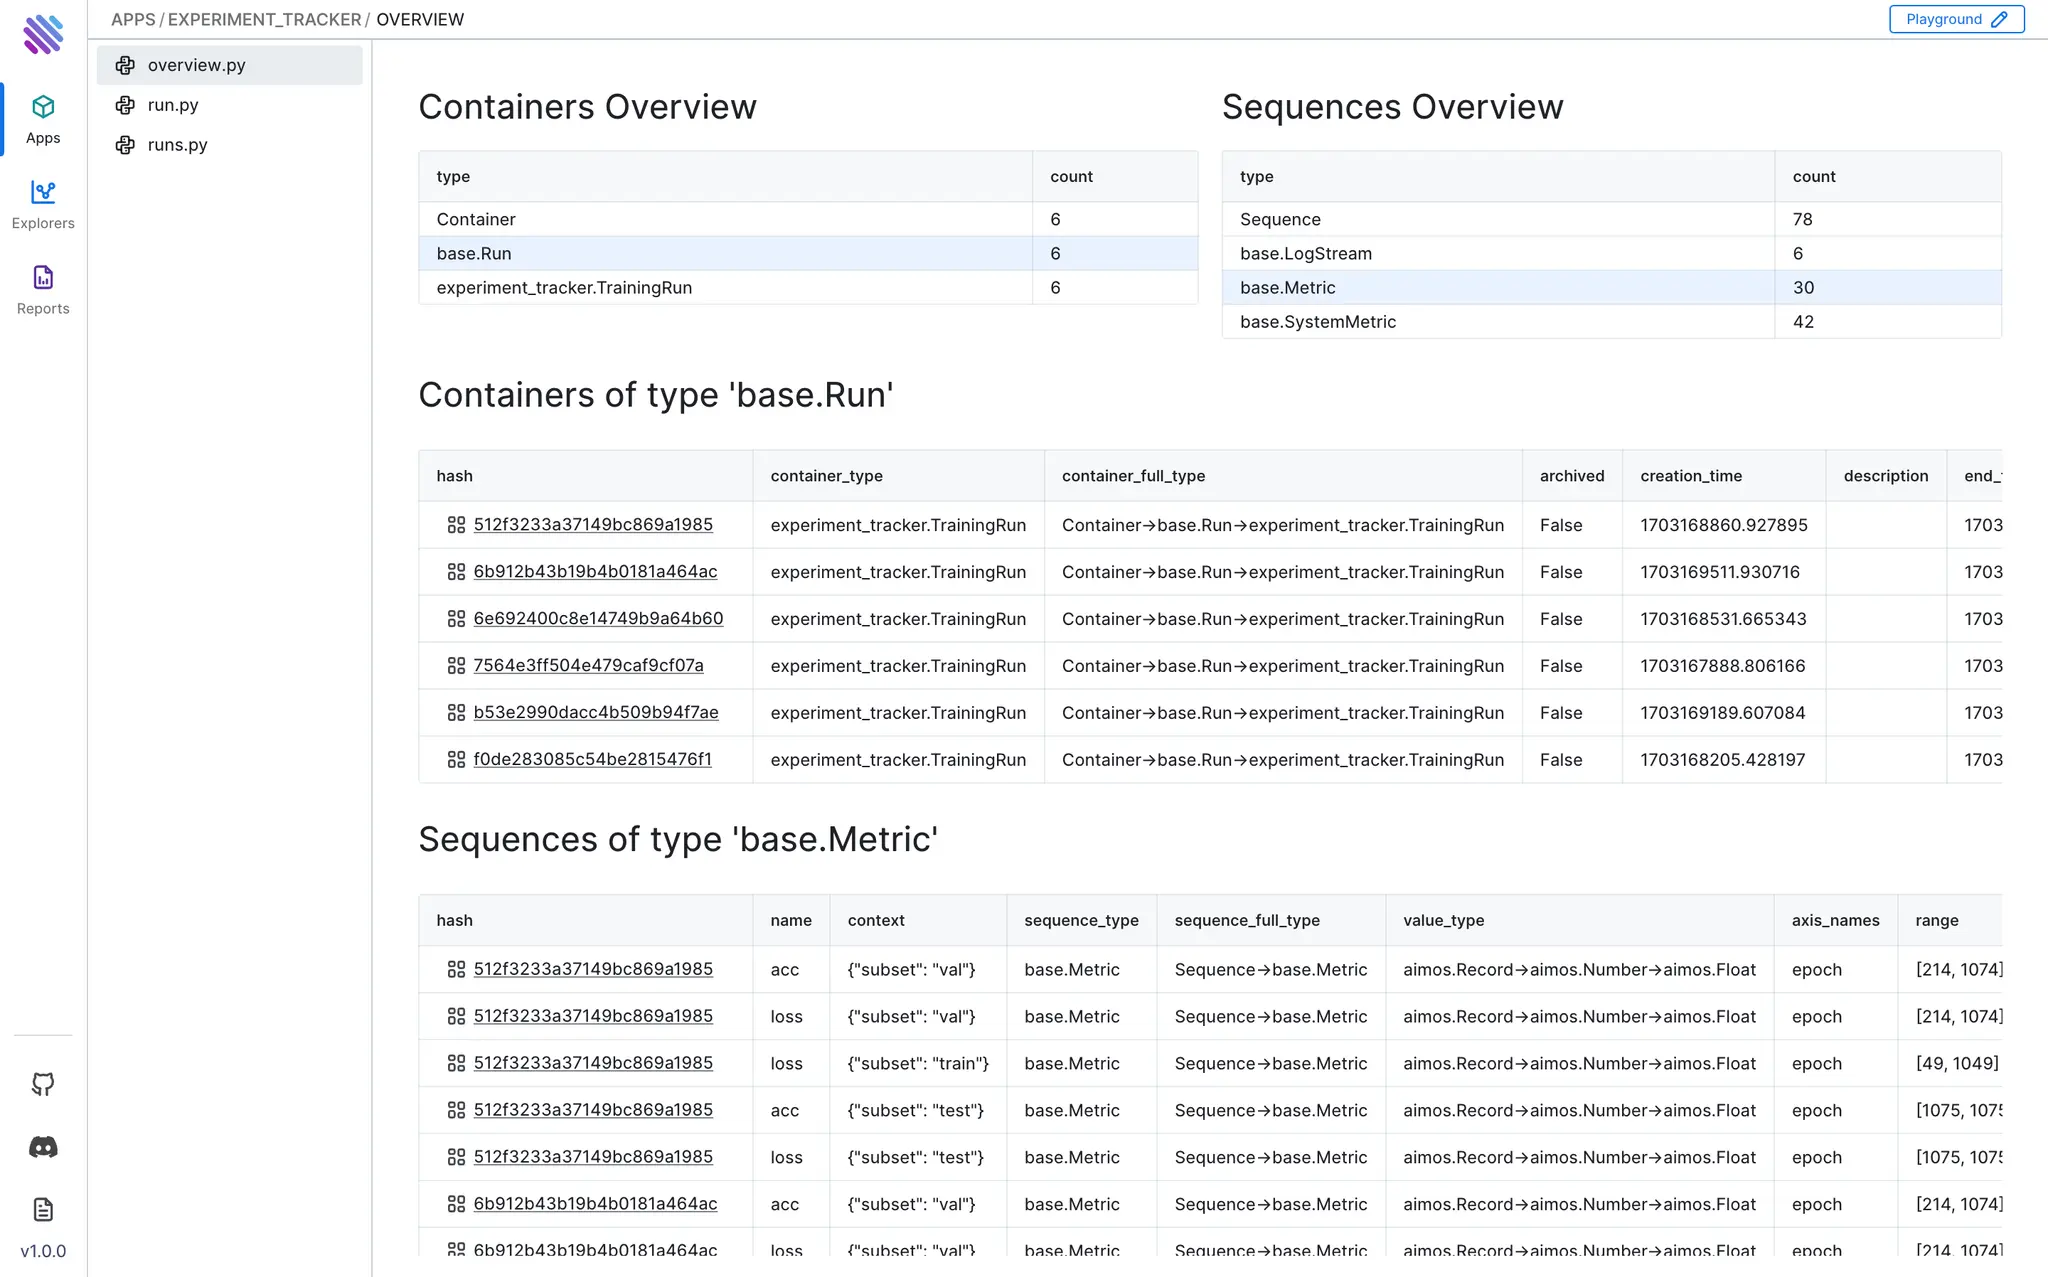 APPS / EXPERIMENT_TRACKER / OVERVIEW
Playground
Apps
Explorers
Reports
v1.0.0
overview.py
run.py
runs.py
Containers Overview
type count
Container 6
base.Run 6
experiment_tracker.TrainingRun 6
Sequences Overview
type count
Sequence 78
base.LogStream 6
base.Metric 30
base.SystemMetric 42
Containers of type 'base.Run'
hash container_type container_full_type archived creation_time description end_
512f3233a37149bc869a1985 experiment_tracker.TrainingRun Container→base.Run→experiment_tracker.TrainingRun False 1703168860.927895 1703
6b912b43b19b4b0181a464ac experiment_tracker.TrainingRun Container→base.Run→experiment_tracker.TrainingRun False 1703169511.930716 1703
6e692400c8e14749b9a64b60 experiment_tracker.TrainingRun Container→base.Run→experiment_tracker.TrainingRun False 1703168531.665343 1703
7564e3ff504e479caf9cf07a experiment_tracker.TrainingRun Container→base.Run→experiment_tracker.TrainingRun False 1703167888.806166 1703
b53e2990dacc4b509b94f7ae experiment_tracker.TrainingRun Container→base.Run→experiment_tracker.TrainingRun False 1703169189.607084 1703
f0de283085c54be2815476f1 experiment_tracker.TrainingRun Container→base.Run→experiment_tracker.TrainingRun False 1703168205.428197 1703
Sequences of type 'base.Metric'
hash name context sequence_type sequence_full_type value_type axis_names range
512f3233a37149bc869a1985 acc {"subset": "val"} base.Metric Sequence→base.Metric aimos.Record→aimos.Number→aimos.Float epoch [214, 1074]
512f3233a37149bc869a1985 loss {"subset": "val"} base.Metric Sequence→base.Metric aimos.Record→aimos.Number→aimos.Float epoch [214, 1074]
512f3233a37149bc869a1985 loss {"subset": "train"} base.Metric Sequence→base.Metric aimos.Record→aimos.Number→aimos.Float epoch [49, 1049]
512f3233a37149bc869a1985 acc {"subset": "test"} base.Metric Sequence→base.Metric aimos.Record→aimos.Number→aimos.Float epoch [1075, 1075
512f3233a37149bc869a1985 loss {"subset": "test"} base.Metric Sequence→base.Metric aimos.Record→aimos.Number→aimos.Float epoch [1075, 1075
6b912b43b19b4b0181a464ac acc {"subset": "val"} base.Metric Sequence→base.Metric aimos.Record→aimos.Number→aimos.Float epoch [214, 1074]
6b912b43b19b4b0181a464ac loss {"subset": "val"} base.Metric Sequence→base.Metric aimos.Record→aimos.Number→aimos.Float epoch [214, 1074]